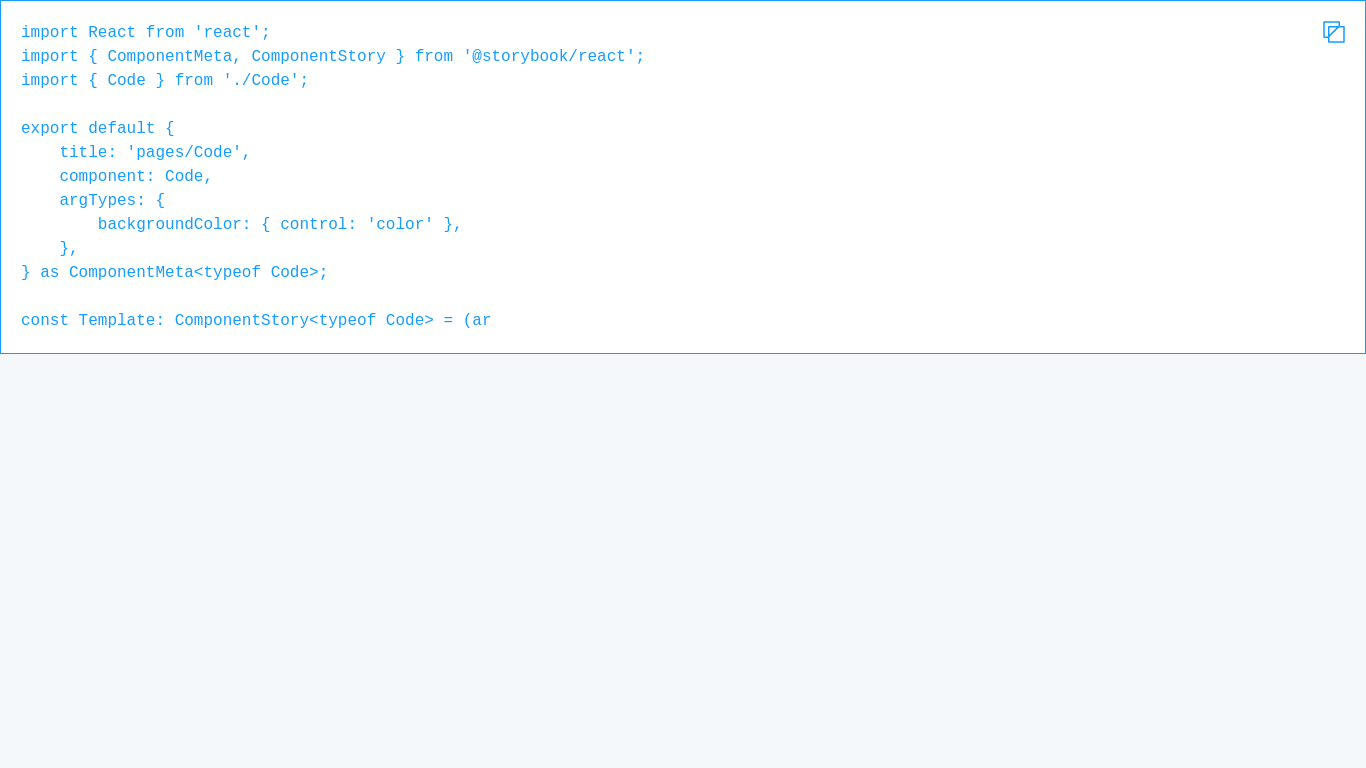 import React from 'react';
import { ComponentMeta, ComponentStory } from '@storybook/react';
import { Code } from './Code';

export default {
    title: 'pages/Code',
    component: Code,
    argTypes: {
        backgroundColor: { control: 'color' },
    },
} as ComponentMeta<typeof Code>;

const Template: ComponentStory<typeof Code> = (ar